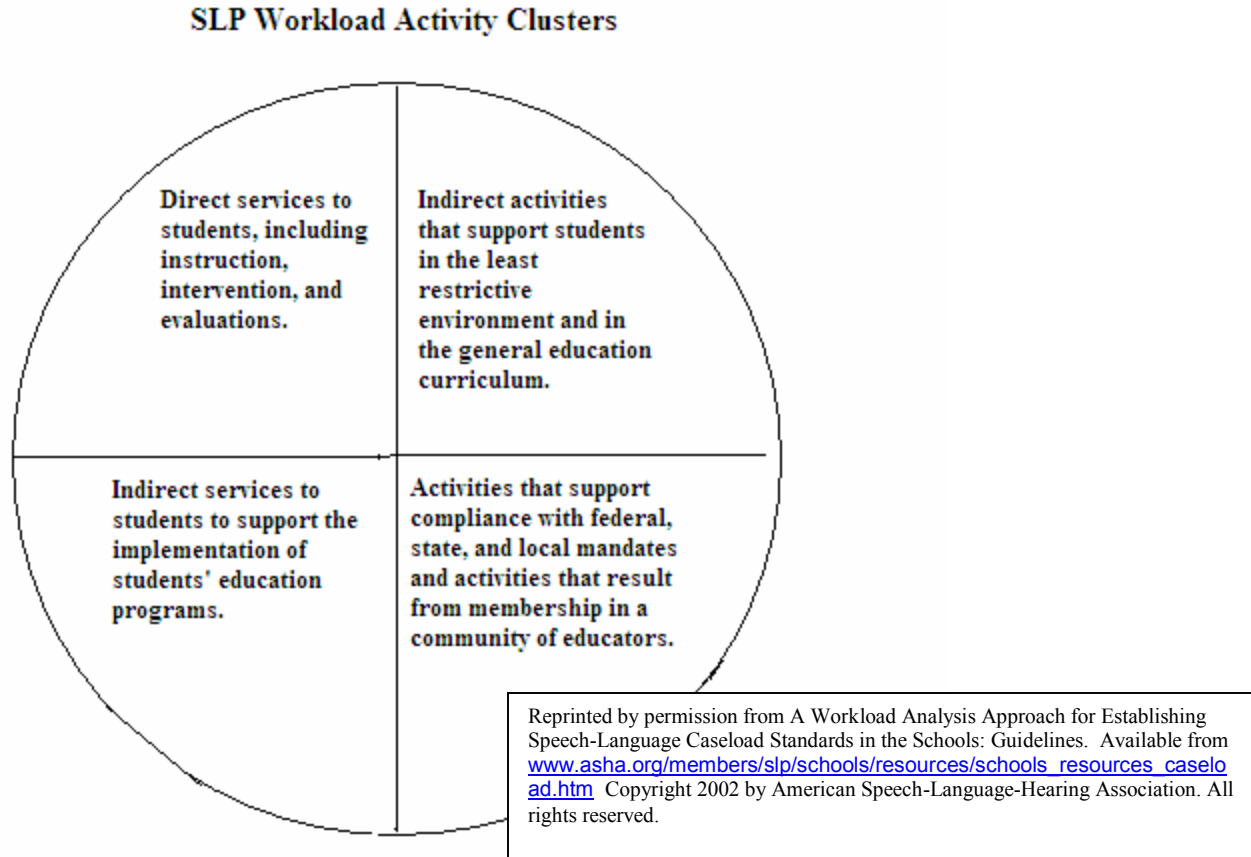 SLP Workload Activity Clusters
Direct services to
students, including
instruction,
intervention, and
evaluations.
Indirect activities
that support students
in the least
restrictive
environment and in
the general education
curriculum.
Indirect services to
students to support the
implementation of
students' education
programs.
Activities that support
compliance with federal,
state, and local mandates
and activities that result
from membership in a
community of educators.
Reprinted by permission from A Workload Analysis Approach for Establishing
Speech-Language Caseload Standards in the Schools: Guidelines. Available from
www.asha.org/members/slp/schools/resources/schools_resources_caselo
ad.htm Copyright 2002 by American Speech-Language-Hearing Association. All
rights reserved.